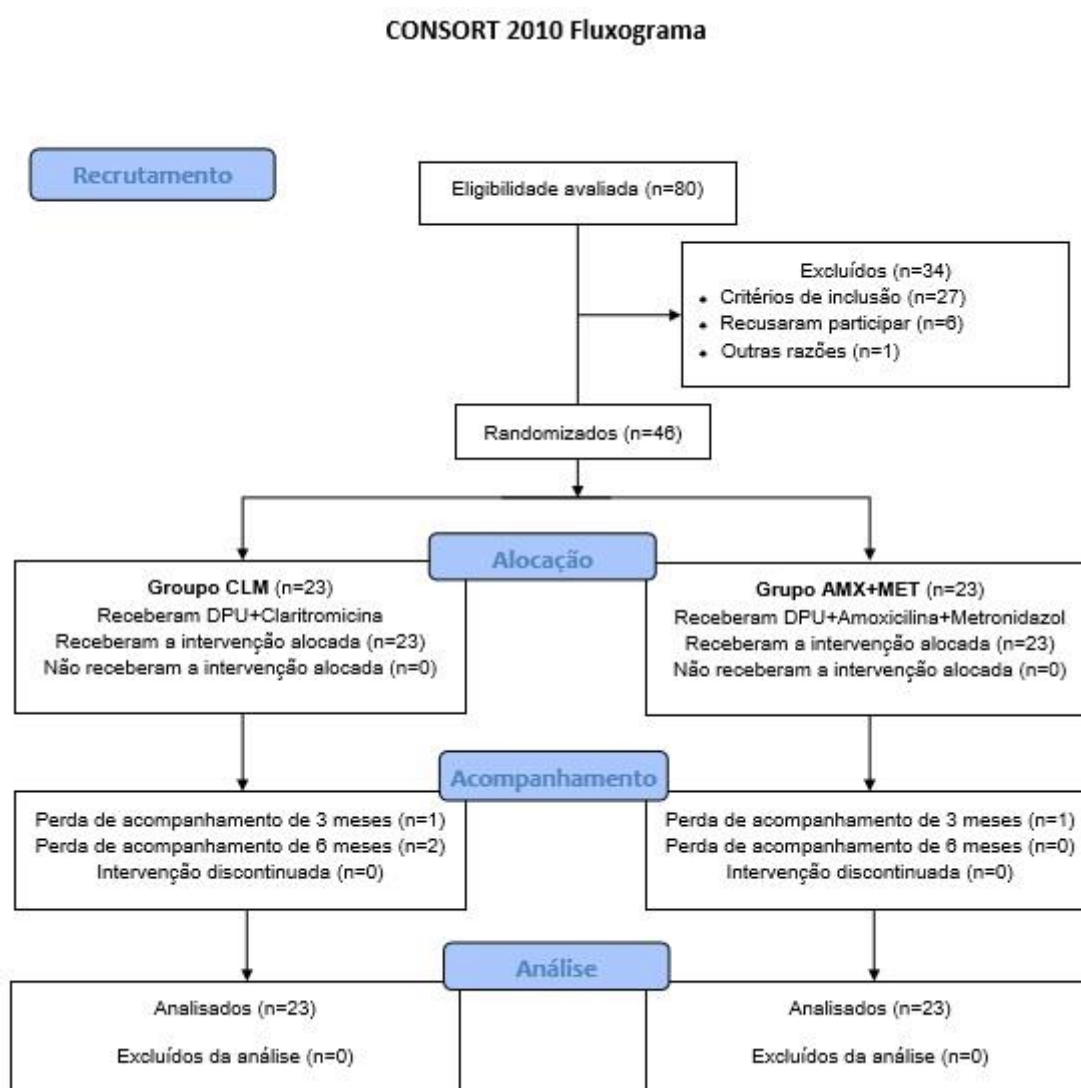 CONSORT 2010 Fluxograma
Recrutamento
Eligibilidade avaliada (n=80)
Excluídos (n=34)
• Critérios de inclusão (n=27)
• Recusaram participar (n=6)
• Outras razões (n=1)
Randomizados (n=46)
Alocação
Groupo CLM (n=23)
Receberam DPU+Claritromicina
Receberam a intervenção alocada (n=23)
Não receberam a intervenção alocada (n=0)
Grupo AMX+MET (n=23)
Receberam DPU+Amoxicilina+Metronidazol
Receberam a intervenção alocada (n=23)
Não receberam a intervenção alocada (n=0)
Acompanhamento
Perda de acompanhamento de 3 meses (n=1)
Perda de acompanhamento de 6 meses (n=2)
Intervenção discontinuada (n=0)
Perda de acompanhamento de 3 meses (n=1)
Perda de acompanhamento de 6 meses (n=0)
Intervenção discontinuada (n=0)
Análise
Analisados (n=23)
Excluídos da análise (n=0)
Analisados (n=23)
Excluídos da análise (n=0)